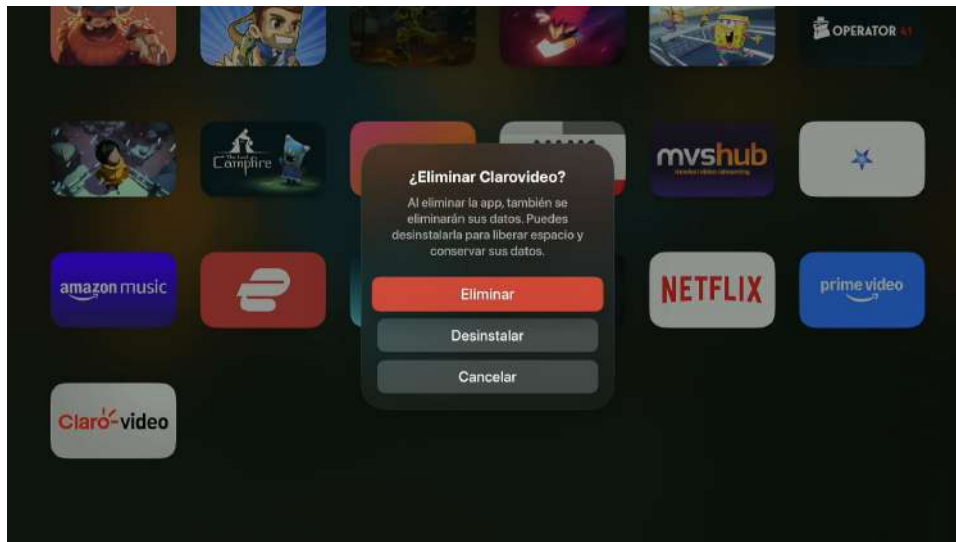 OPERATOR 41
The Last
Campfire
mvshub
¿Eliminar Clarovideo?
Al eliminar la app, también se
eliminarán sus datos. Puedes
desinstalarla para liberar espacio y
conservar sus datos.
amazon music
Eliminar
NETFLIX
prime video
Desinstalar
Cancelar
Claro-video